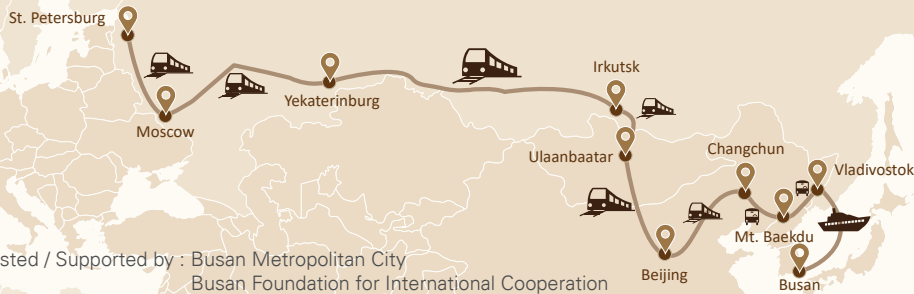 St. Petersburg
Moscow
Yekaterinburg
Irkutsk
Ulaanbaatar
Changchun
Vladivostok
Mt. Baekdu
Beijing
Busan
sted / Supported by : Busan Metropolitan City
Busan Foundation for International Cooperation